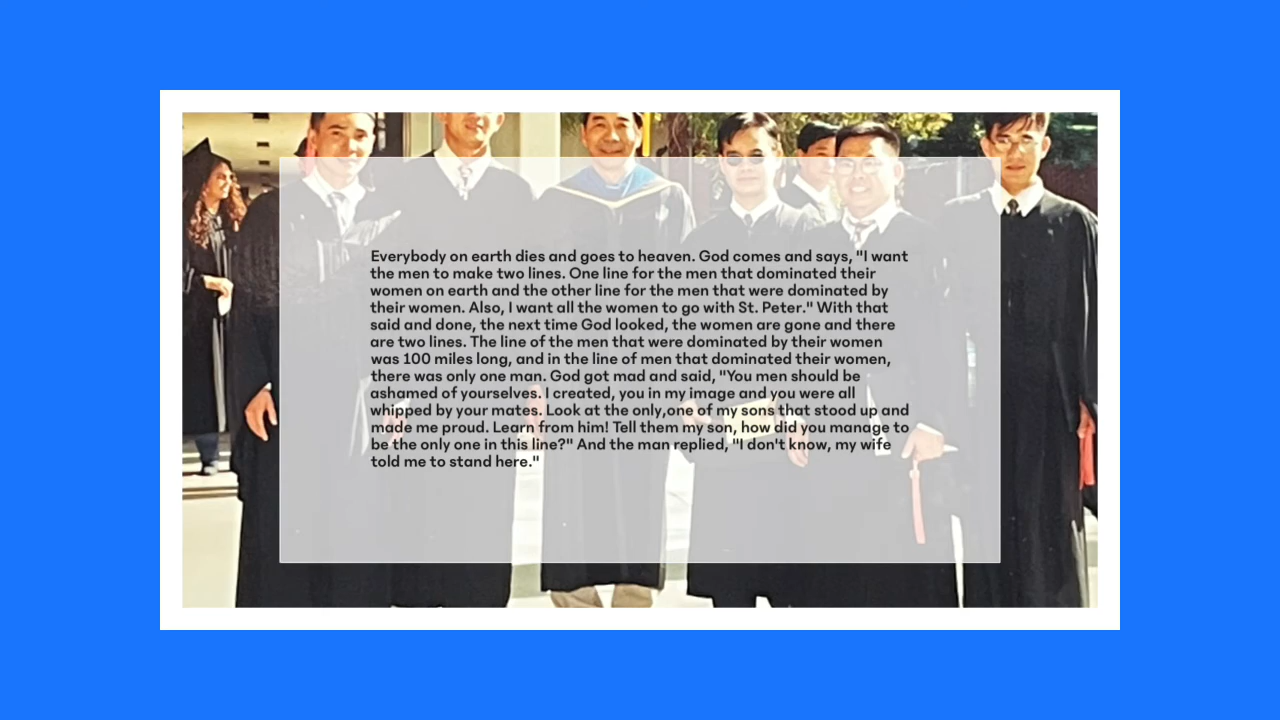 Everybody on earth dies and goes to heaven. God comes and says, "I want
the men to make two lines. One line for the men that dominated their
women on earth and the other line for the men that were dominated by
their women. Also, I want all the women to go with St. Peter." With that
said and done, the next time God looked, the women are gone and there
are two lines. The line of the men that were dominated by their women
was 100 miles long, and in the line of men that dominated their women,
there was only one man. God got mad and said, "You men should be
ashamed of yourselves. I created, you in my image and you were all
whipped by your mates. Look at the only,one of my sons that stood up and
made me proud. Learn from him! Tell them my son, how did you manage to
be the only one in this line?" And the man replied, "I don't know, my wife
told me to stand here."